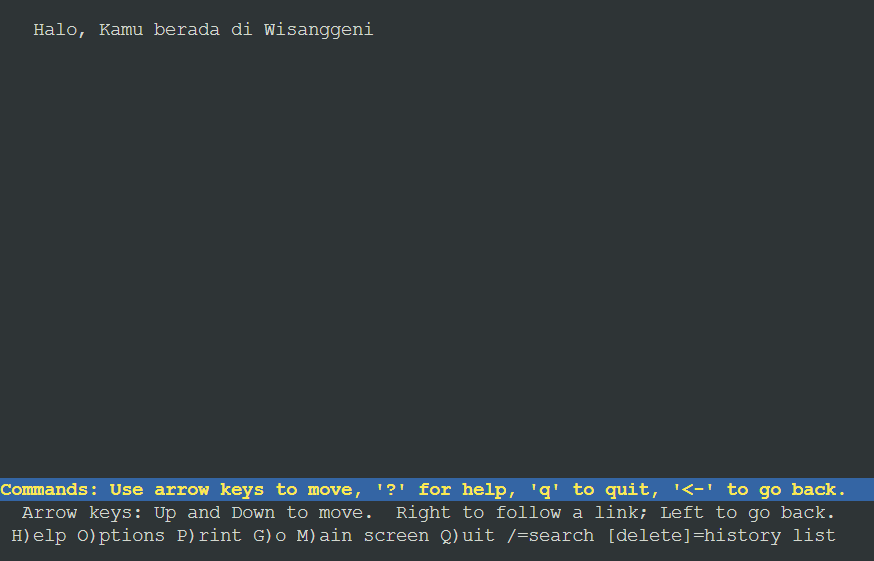 Halo, Kamu berada di Wisanggeni
Commands: Use arrow keys to move, '?' for help, 'q' to quit, '<-' to go back.
Arrow keys: Up and Down to move.  Right to follow a link; Left to go back.
H)elp O)ptions P)rint G)o M)ain screen Q)uit /=search [delete]=history list